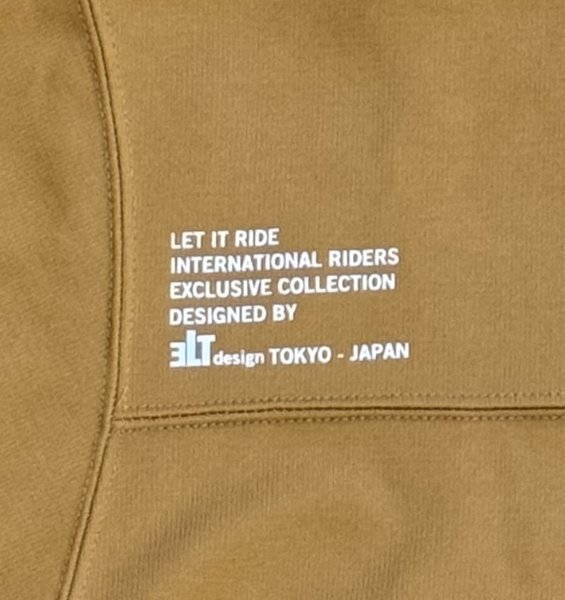 LET IT RIDE
INTERNATIONAL RIDERS
EXCLUSIVE COLLECTION
DESIGNED BY
ELT design TOKYO - JAPAN